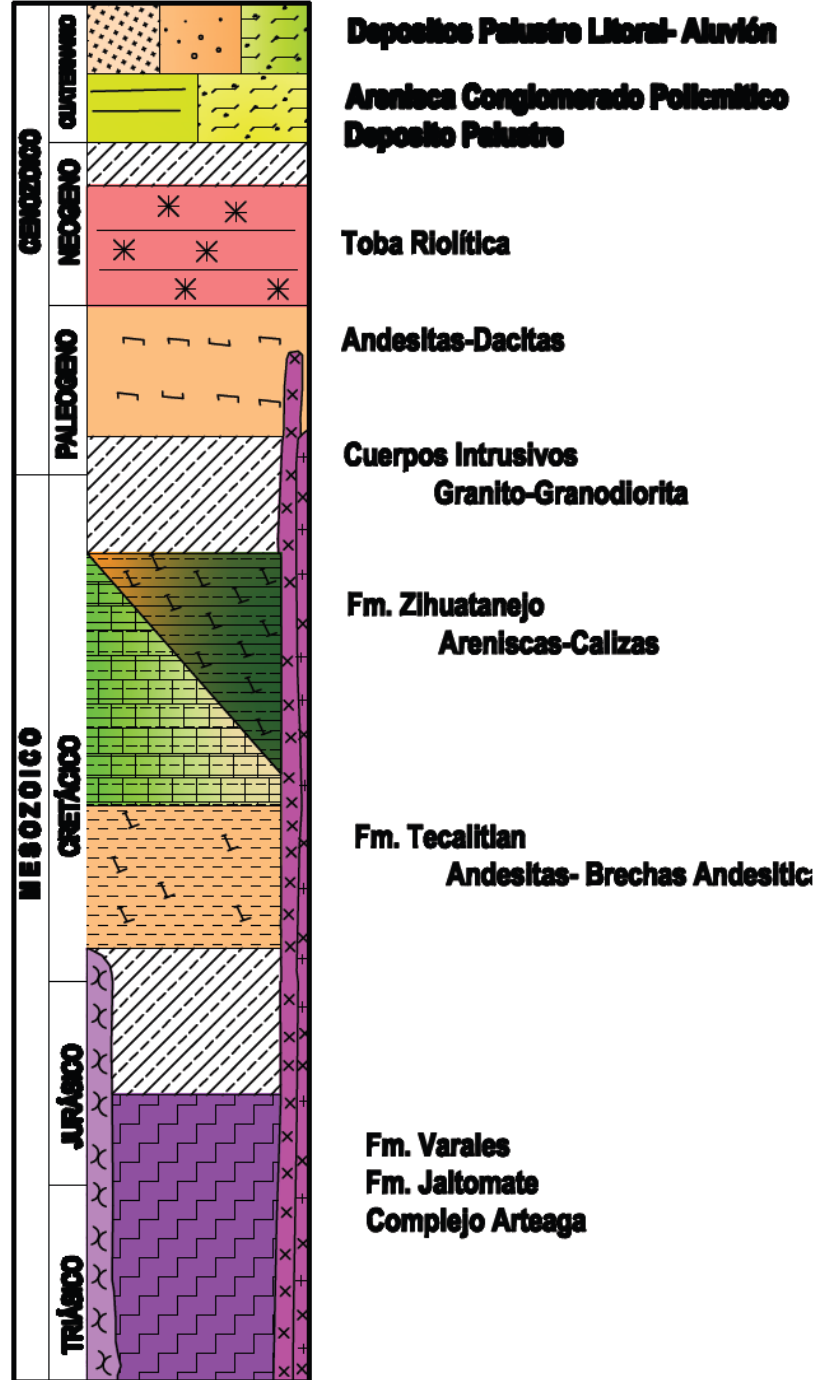 CENOZOICO
CUATERNARIO
NEOGENO
PALEOGENO
MESOZOICO
CRETÁCICO
JURÁSICO
TRIÁSICO
Depositos Palustre Litoral- Aluvión
Arenisca Conglomerado Policmitico
Deposito Palustre
Toba Riolítica
Andesitas-Dacitas
Cuerpos Intrusivos
Granito-Granodiorita
Fm. Zihuatanejo
Areniscas-Calizas
Fm. Tecalitlan
Andesitas- Brechas Andesitic
Fm. Varales
Fm. Jaltomate
Complejo Arteaga